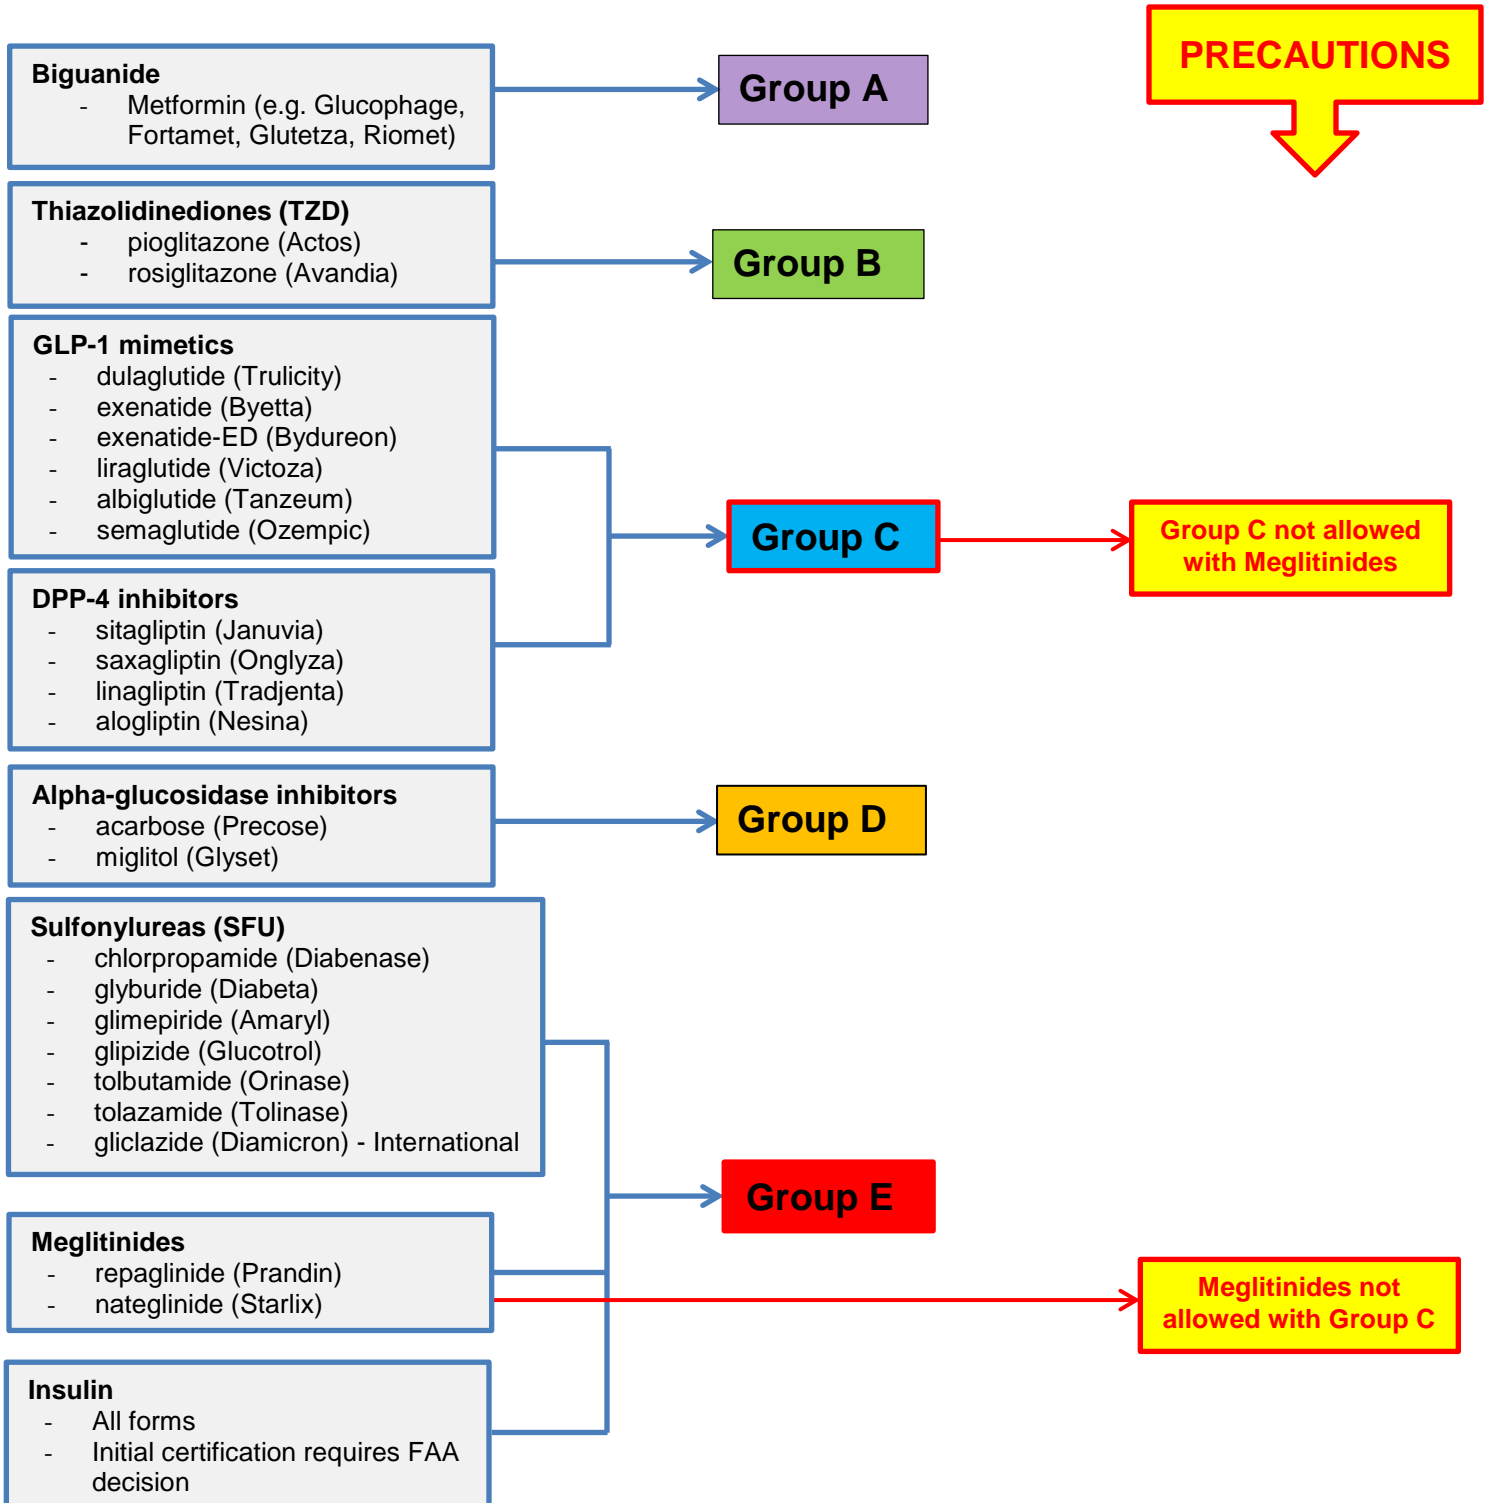 PRECAUTIONS
Biguanide
- Metformin (e.g. Glucophage,
Fortamet, Glutetza, Riomet)
Group A
Thiazolidinediones (TZD)
- pioglitazone (Actos)
- rosiglitazone (Avandia)
Group B
GLP-1 mimetics
- dulaglutide (Trulicity)
- exenatide (Byetta)
- exenatide-ED (Bydureon)
- liraglutide (Victoza)
- albiglutide (Tanzeum)
- semaglutide (Ozempic)
Group C
Group C not allowed
with Meglitinides
DPP-4 inhibitors
- sitagliptin (Januvia)
- saxagliptin (Onglyza)
- linagliptin (Tradjenta)
- alogliptin (Nesina)
Alpha-glucosidase inhibitors
- acarbose (Precose)
- miglitol (Glyset)
Group D
Sulfonylureas (SFU)
- chlorpropamide (Diabenase)
- glyburide (Diabeta)
- glimepiride (Amaryl)
- glipizide (Glucotrol)
- tolbutamide (Orinase)
- tolazamide (Tolinase)
- gliclazide (Diamicron) - International
Group E
Meglitinides
- repaglinide (Prandin)
- nateglinide (Starlix)
Meglitinides not
allowed with Group C
Insulin
- All forms
- Initial certification requires FAA
decision